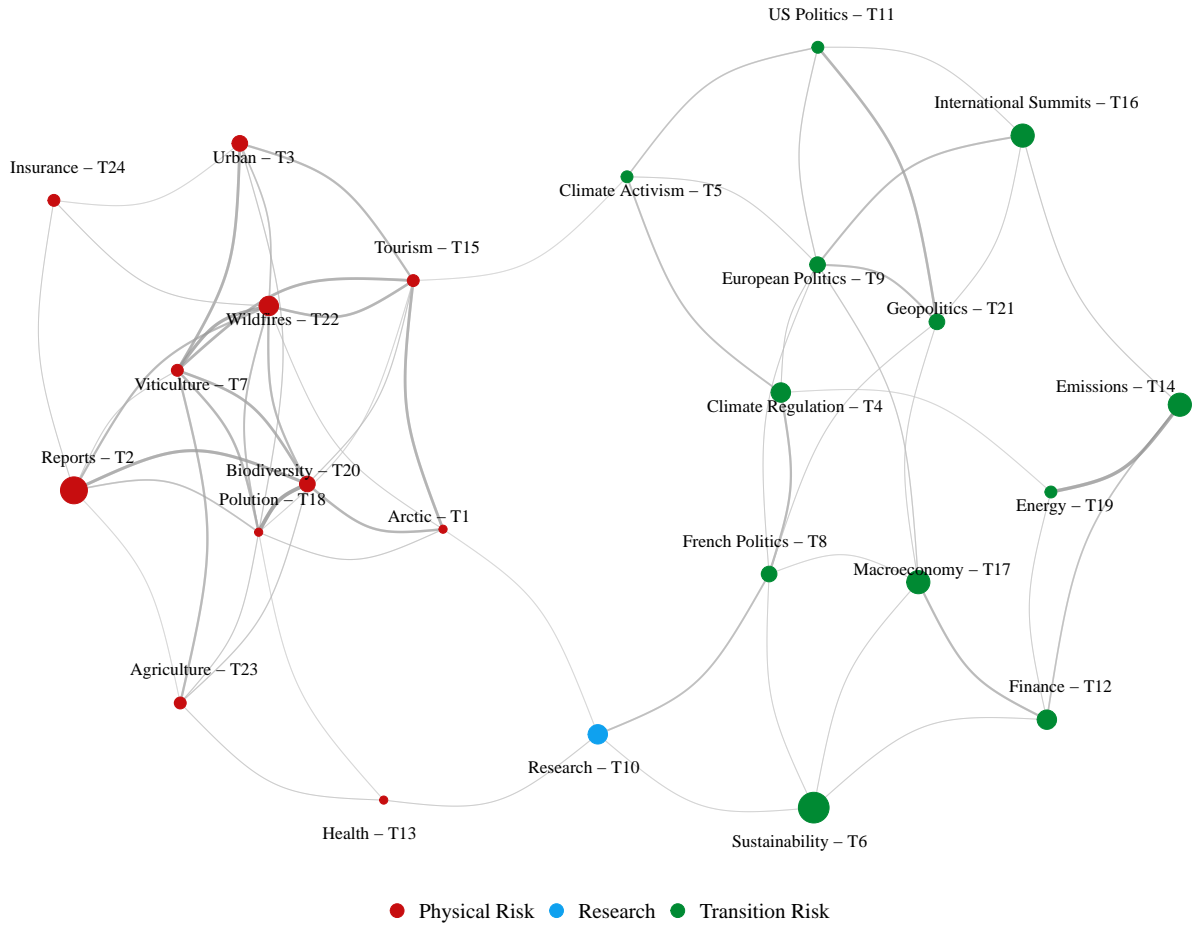 US Politics – T11
International Summits – T16
Urban – T3
Insurance – T24
Climate Activism – T5
Tourism – T15
European Politics – T9
Geopolitics – T21
Wildfires – T22
Viticulture – T7
Emissions – T14
Climate Regulation – T4
Reports – T2
Biodiversity – T20
Polution – T18
Energy – T19
Arctic – T1
French Politics – T8
Macroeconomy – T17
Agriculture – T23
Finance – T12
Research – T10
Health – T13
Sustainability – T6
Physical Risk Research Transition Risk